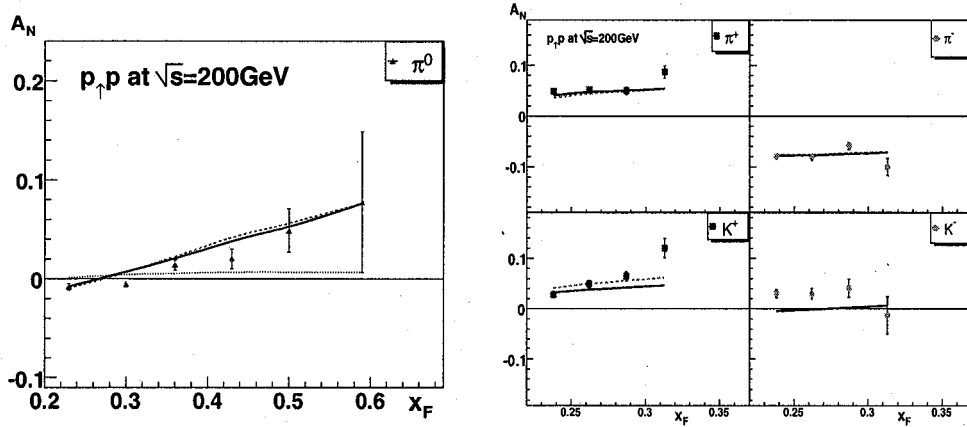 A_N
p↑p at √s=200GeV
π⁰
0.2
0.1
0
-0.1
0.2 0.3 0.4 0.5 0.6 x_F
A_N
p↑p at √s=200GeV
π⁺
π⁻
0.1
0
-0.1
K⁺
K⁻
0.1
0
-0.1
0.25 0.3 0.35 0.25 0.3 0.35
x_F x_F